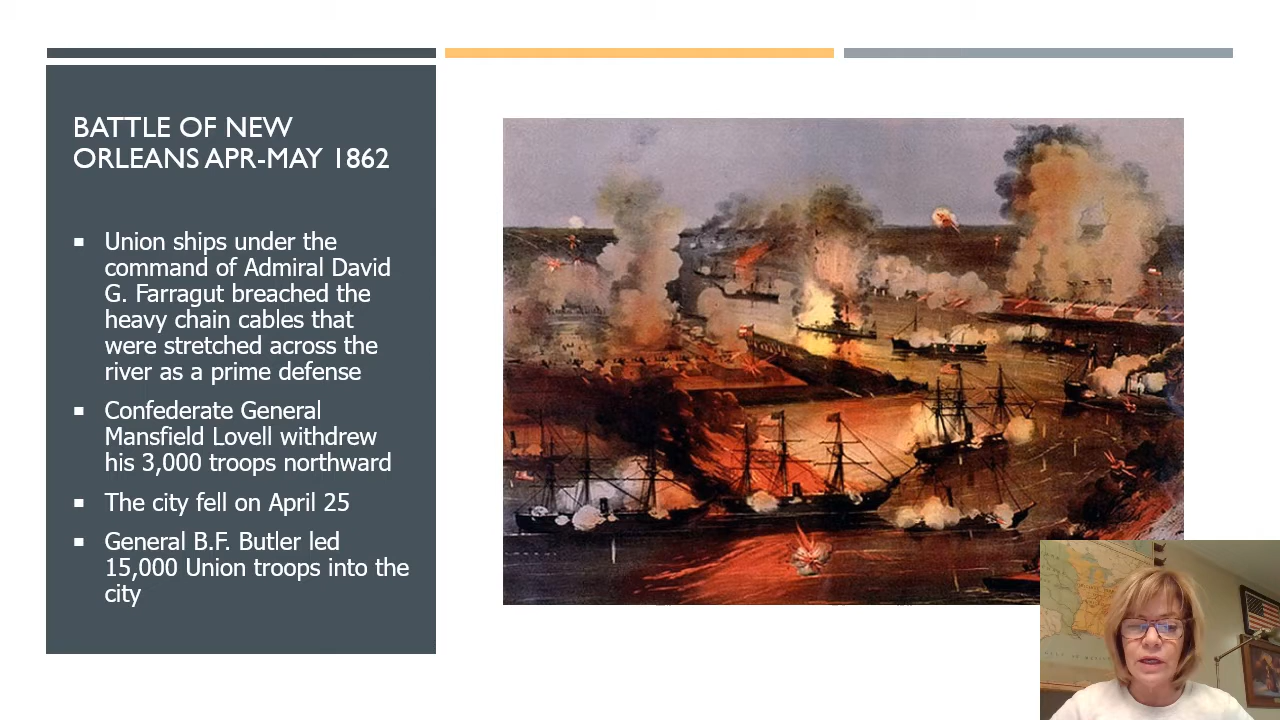 BATTLE OF NEW
ORLEANS APR-MAY 1862
▪ Union ships under the
command of Admiral David
G. Farragut breached the
heavy chain cables that
were stretched across the
river as a prime defense
▪ Confederate General
Mansfield Lovell withdrew
his 3,000 troops northward
▪ The city fell on April 25
▪ General B.F. Butler led
15,000 Union troops into the
city